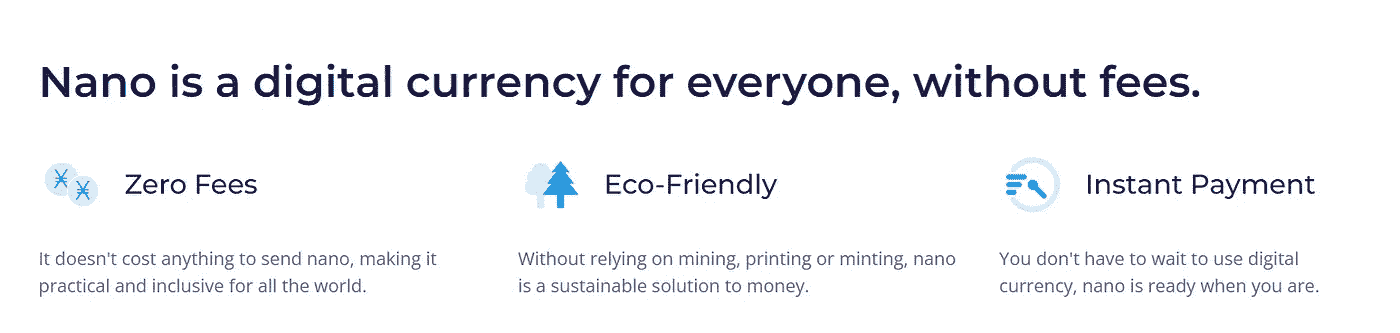 Nano is a digital currency for everyone, without fees.
Zero Fees
It doesn't cost anything to send nano, making it
practical and inclusive for all the world.
Eco-Friendly
Without relying on mining, printing or minting, nano
is a sustainable solution to money.
Instant Payment
You don't have to wait to use digital
currency, nano is ready when you are.